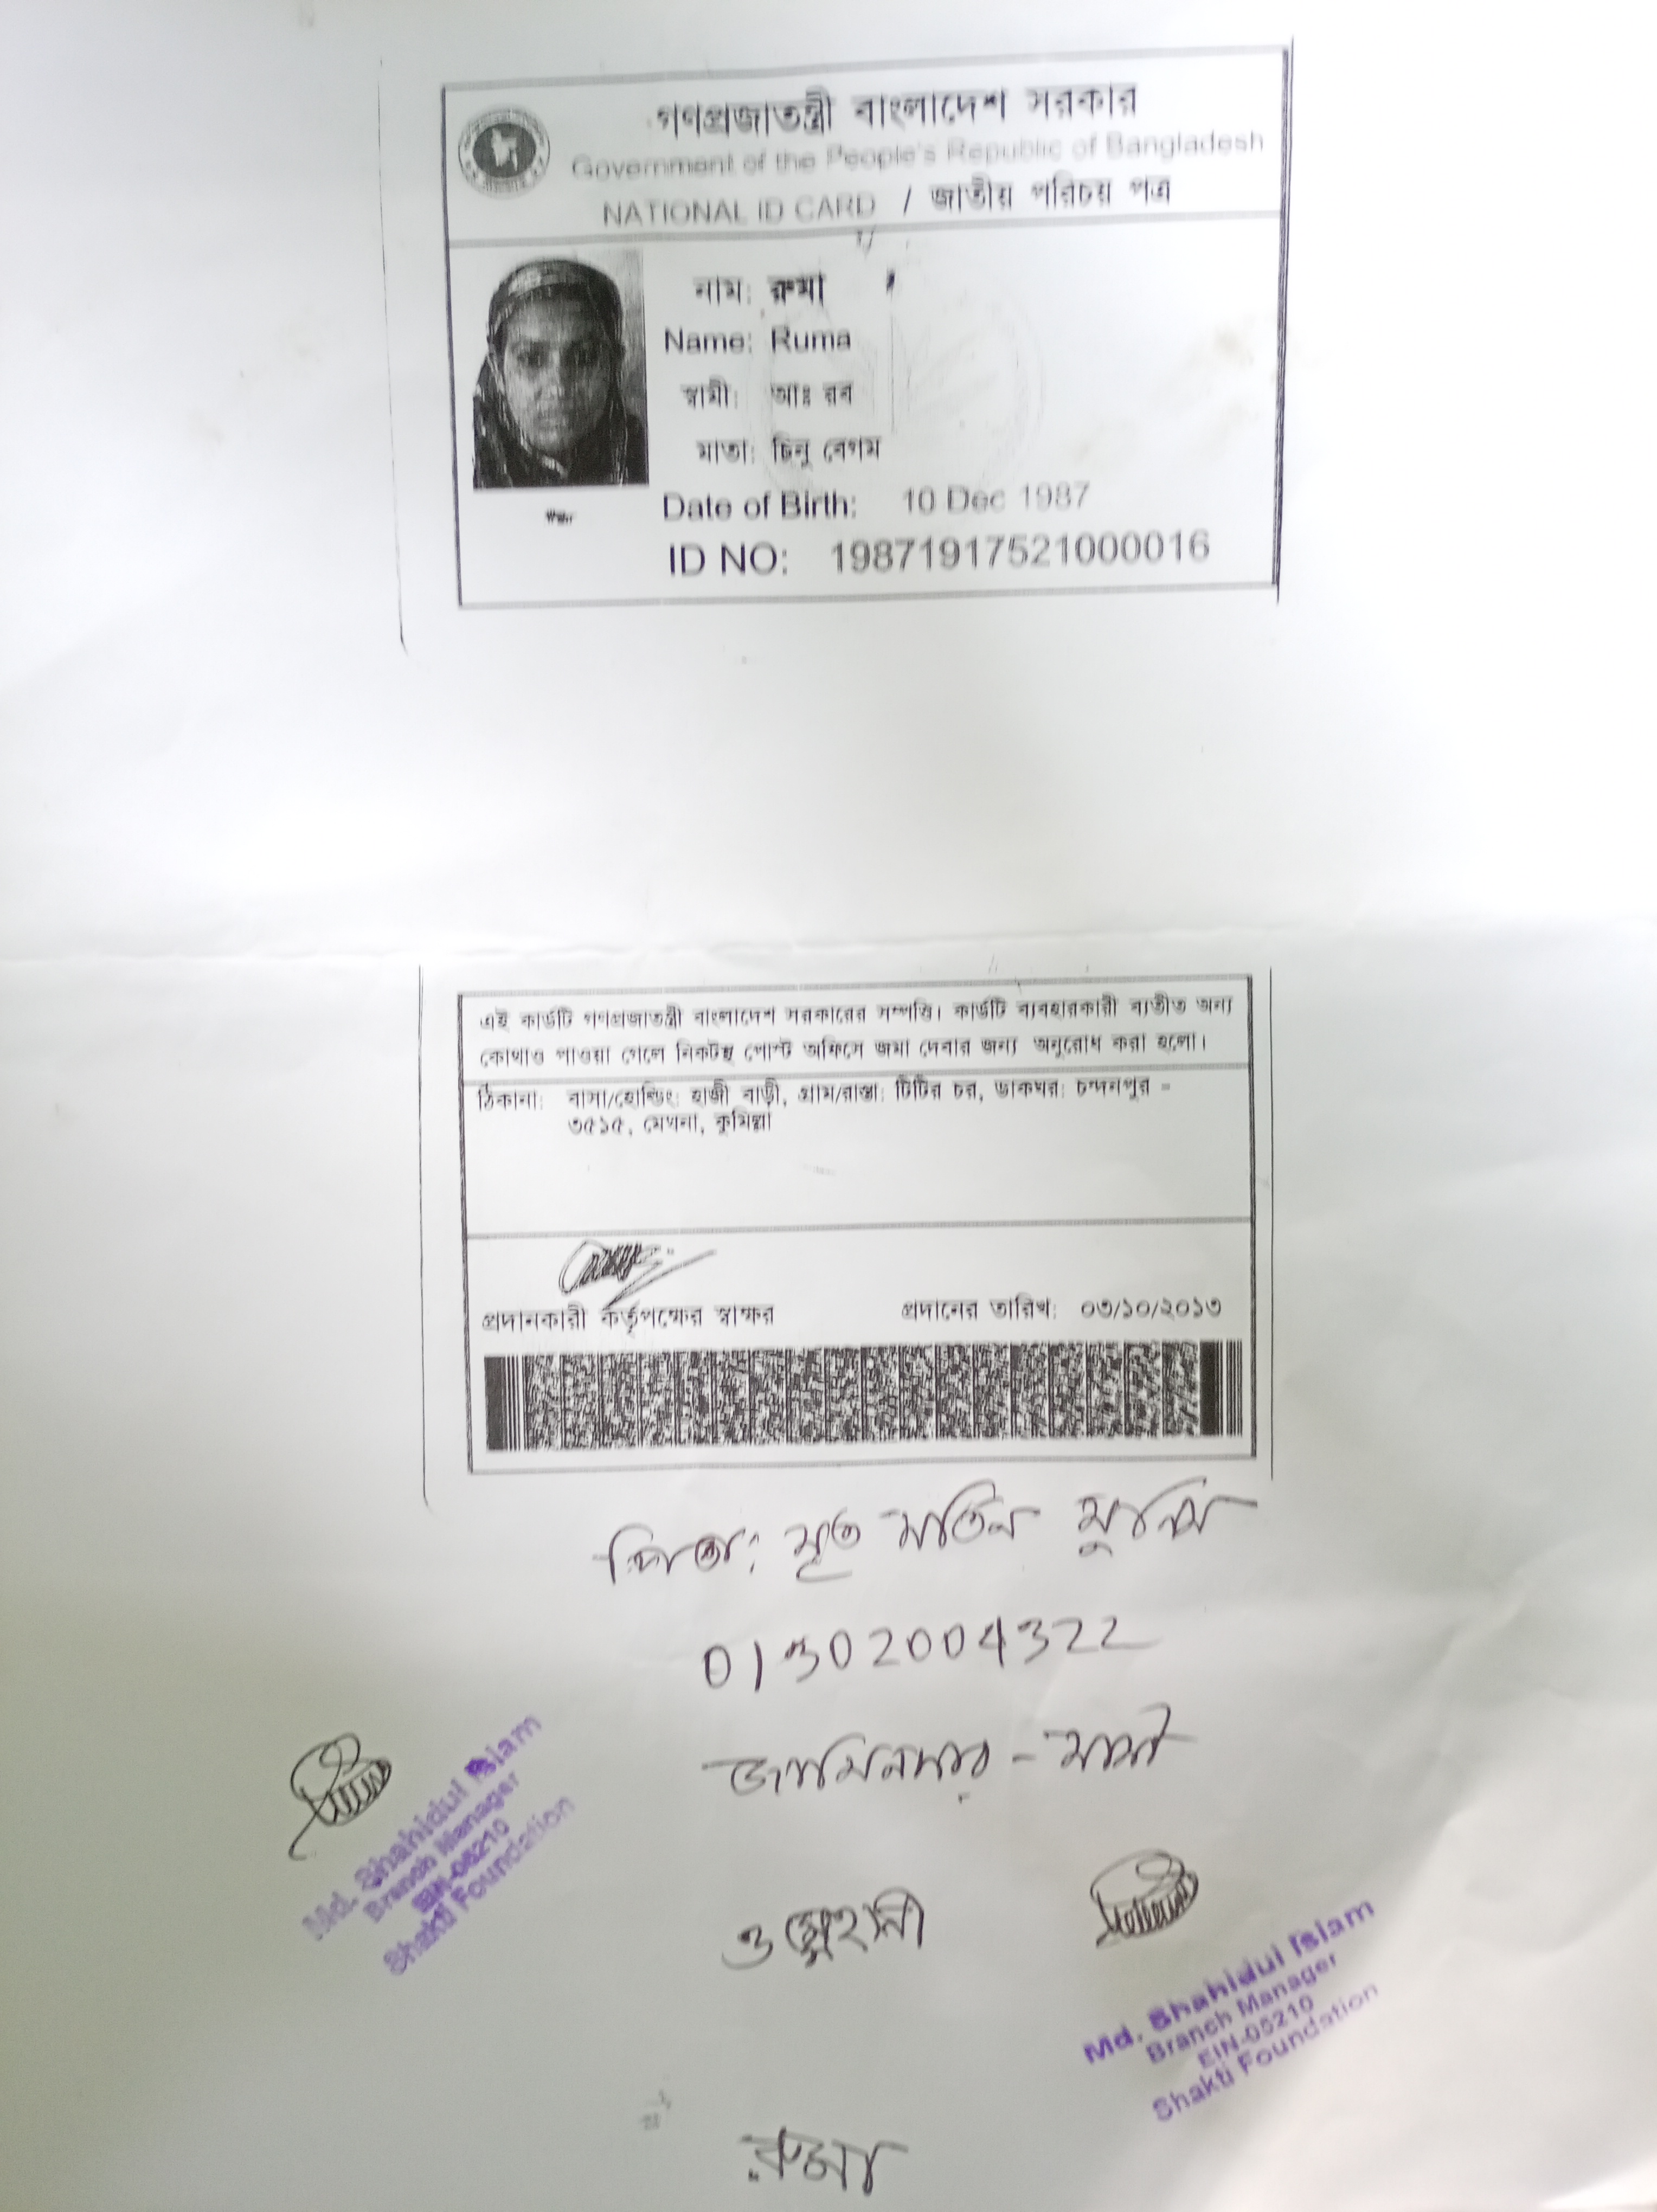 গণপ্রজাতন্ত্রী বাংলাদেশ সরকার
Government of the People's Republic of Bangladesh
NATIONAL ID CARD / জাতীয় পরিচয় পত্র
নাম: রুমা
Name: Ruma
স্বামী: আঃ রব
মাতা: চিনু বেগম
Date of Birth: 10 Dec 1987
ID NO: 19871917521000016
এই কার্ডটি গণপ্রজাতন্ত্রী বাংলাদেশ সরকারের সম্পত্তি। কার্ডটি ব্যবহারকারী ব্যতীত অন্য
কোথাও পাওয়া গেলে নিকটস্থ পোস্ট অফিসে জমা দেবার জন্য অনুরোধ করা হলো।
ঠিকানা: বাসা/হোল্ডিং: হাজী বাড়ী, গ্রাম/রাস্তা: টিটির চর, ডাকঘর: চন্দনপুর -
৩৫১৫, মেঘনা, কুমিল্লা
প্রদানকারী কর্তৃপক্ষের স্বাক্ষর প্রদানের তারিখ: ০৩/১০/২০১৩
পিতা: মৃত মতিন
01302004322
জামিনদার -
Md. Shahidul Islam
Branch Manager
EIN-05210
Shakti Foundation
Md. Shahidul Islam
Branch Manager
EIN-05210
Shakti Foundation
রুমা